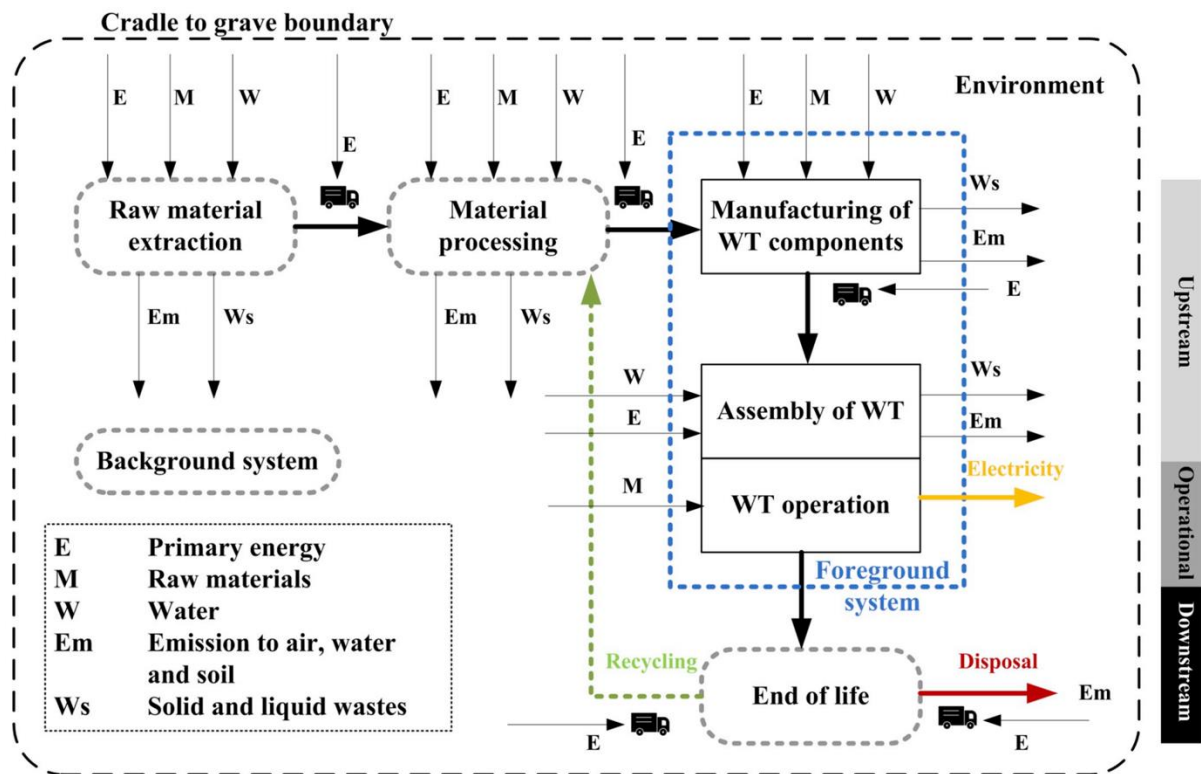 Cradle to grave boundary
Environment
E
M
W
E
E
M
W
E
E
M
W
Raw material
extraction
Material
processing
Manufacturing of
WT components
Ws
Em
E
Em
Ws
Em
Ws
W
E
M
Assembly of WT
Ws
Em
WT operation
Electricity
Background system
Foreground
system
E Primary energy
M Raw materials
W Water
Em Emission to air, water
and soil
Ws Solid and liquid wastes
Recycling
End of life
Disposal
Em
E
E
Upstream
Operational
Downstream